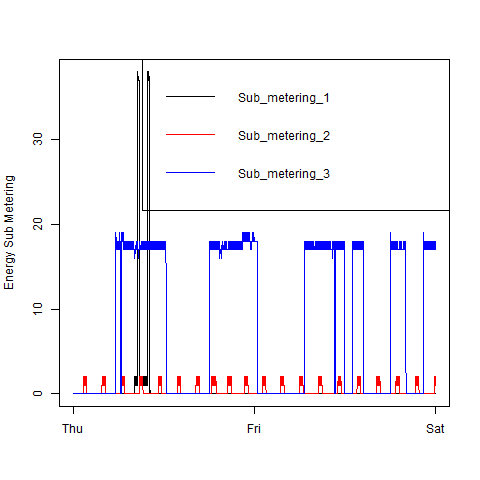 Sub_metering_1
Sub_metering_2
Sub_metering_3
Energy Sub Metering
30
20
10
0
Thu Fri Sat